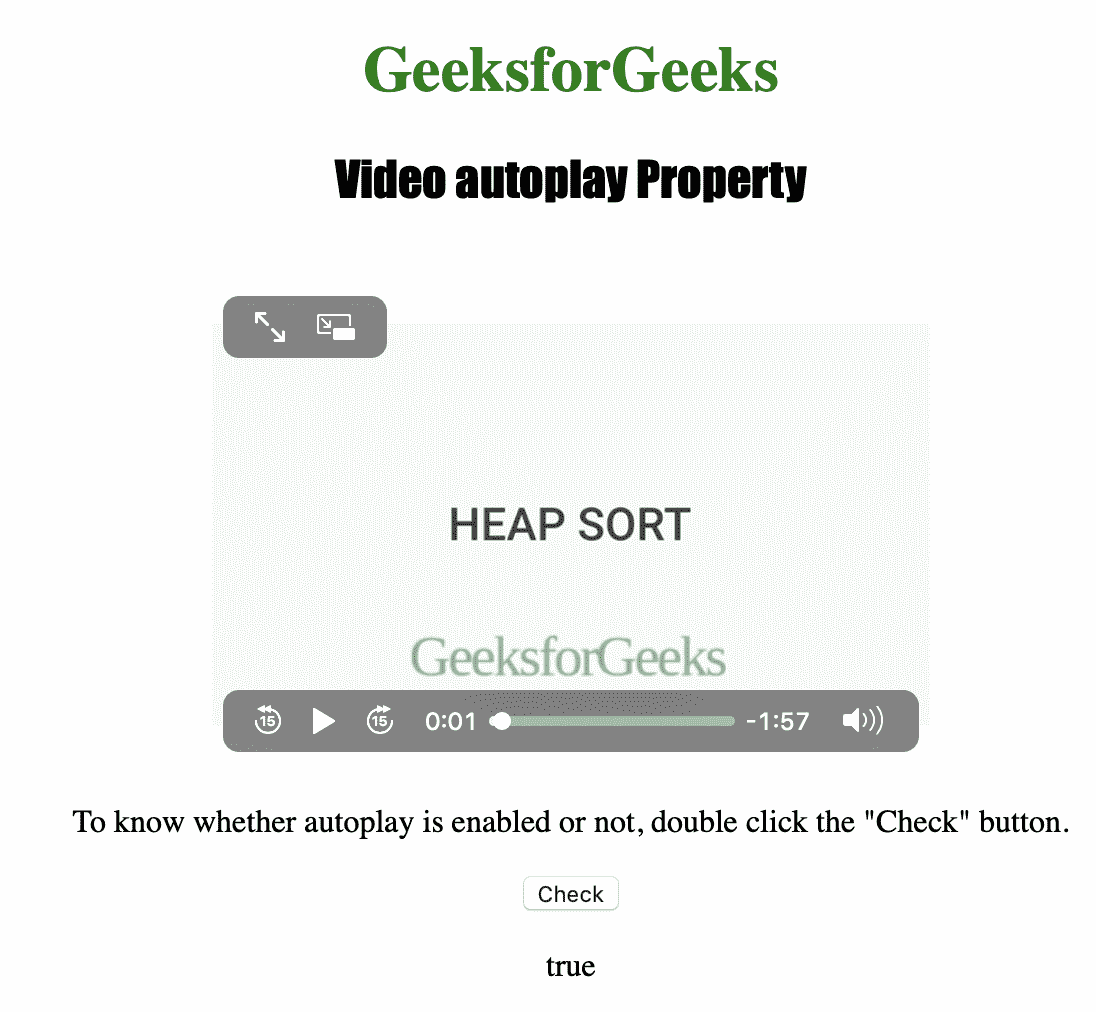 GeeksforGeeks
Video autoplay Property
HEAP SORT
GeeksforGeeks
15 15 0:01 -1:57
To know whether autoplay is enabled or not, double click the "Check" button.
Check
true